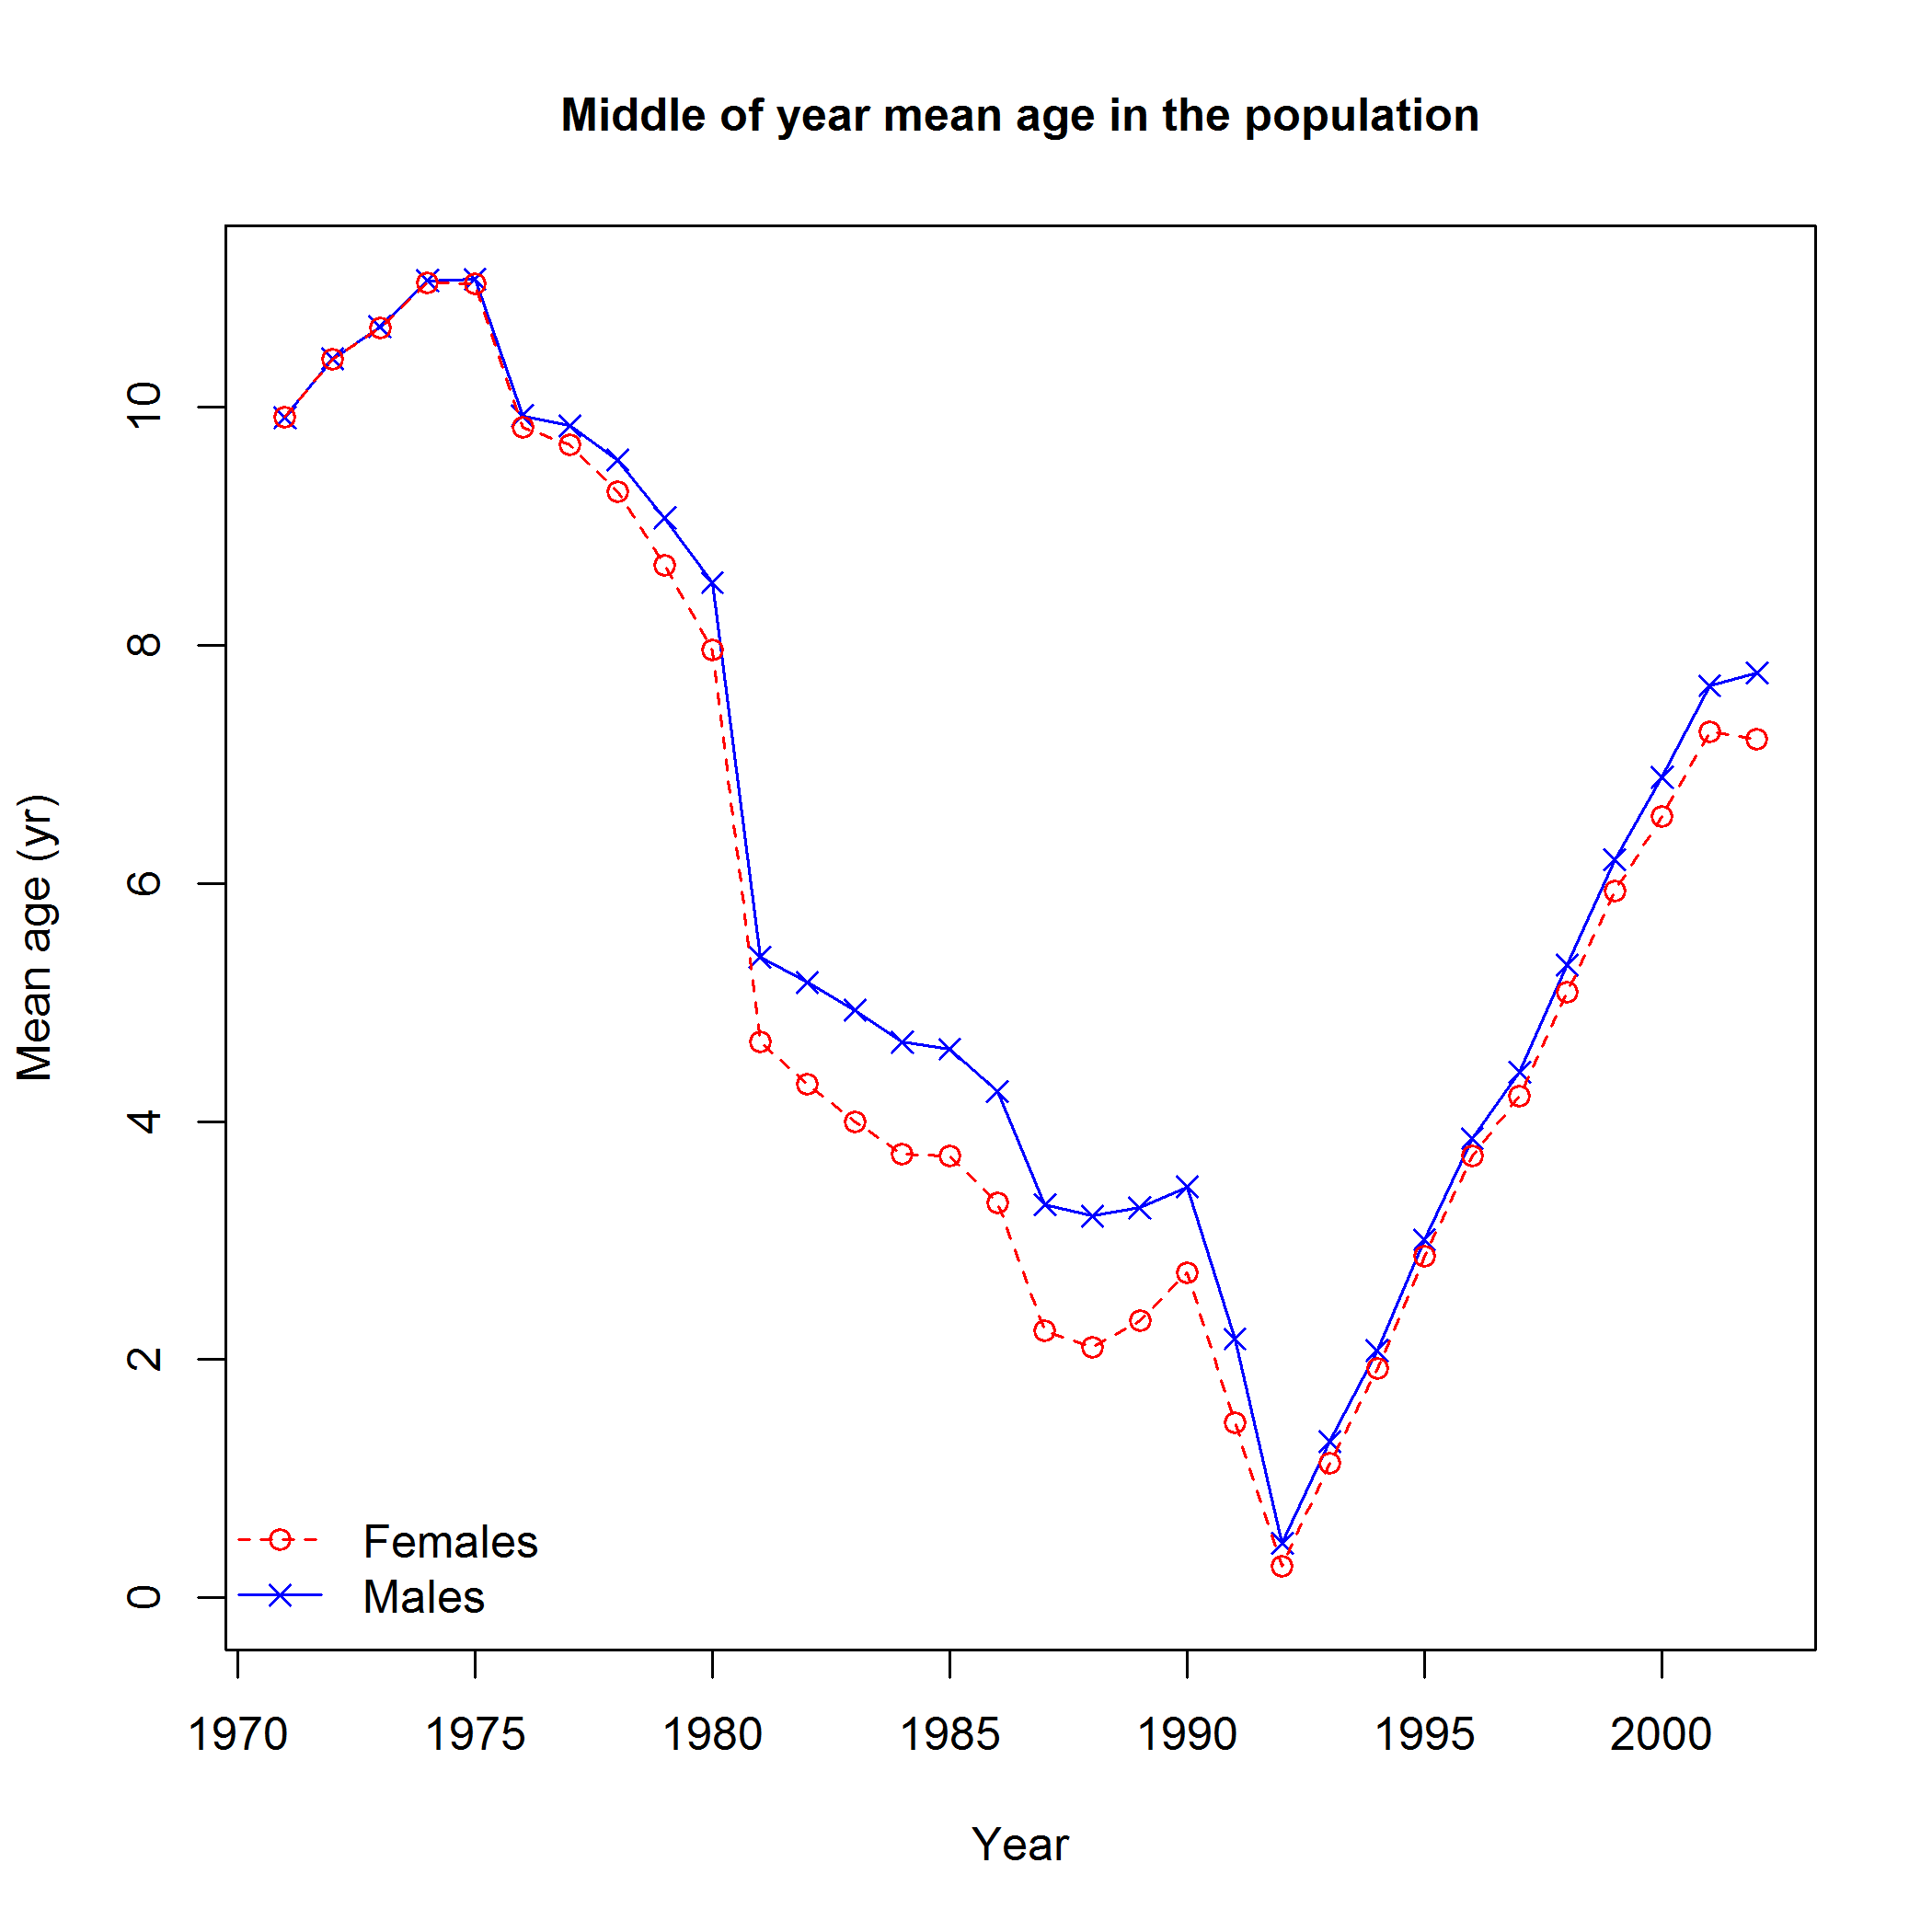 Middle of year mean age in the population
Mean age (yr)
10
8
6
4
2
0
Females
Males
1970 1975 1980 1985 1990 1995 2000
Year